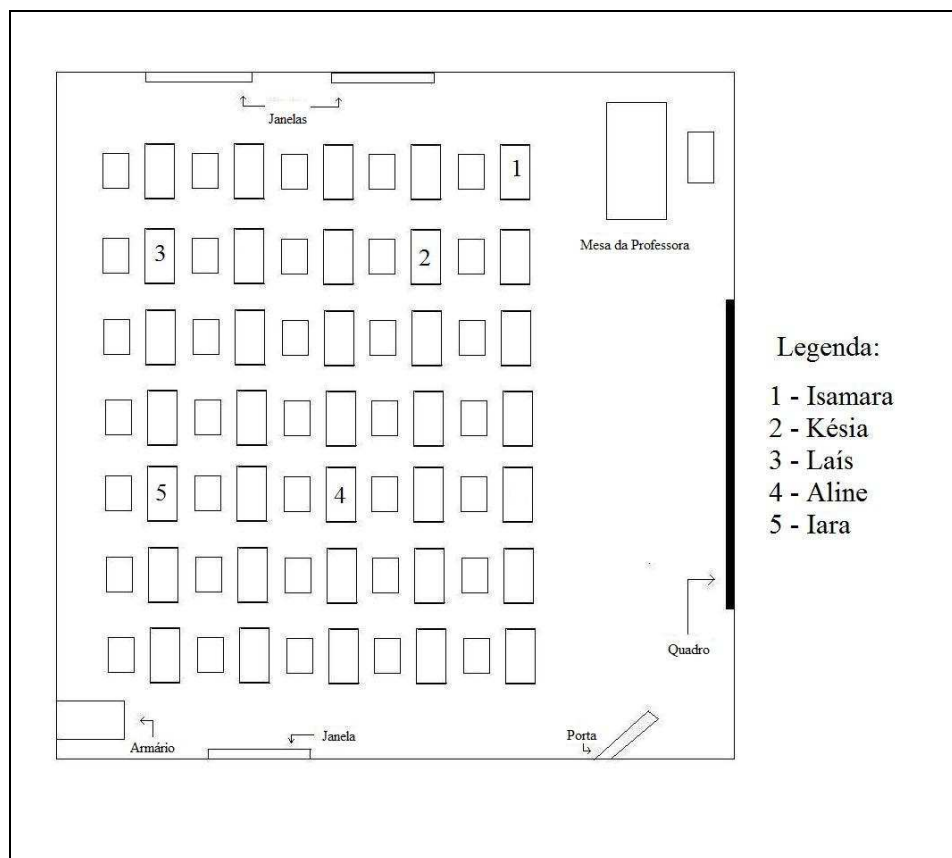 Janelas
1
Mesa da Professora
3
2
Legenda:
1 - Isamara
2 - Késia
3 - Laís
4 - Aline
5 - Iara
5
4
Quadro
Armário
Janela
Porta